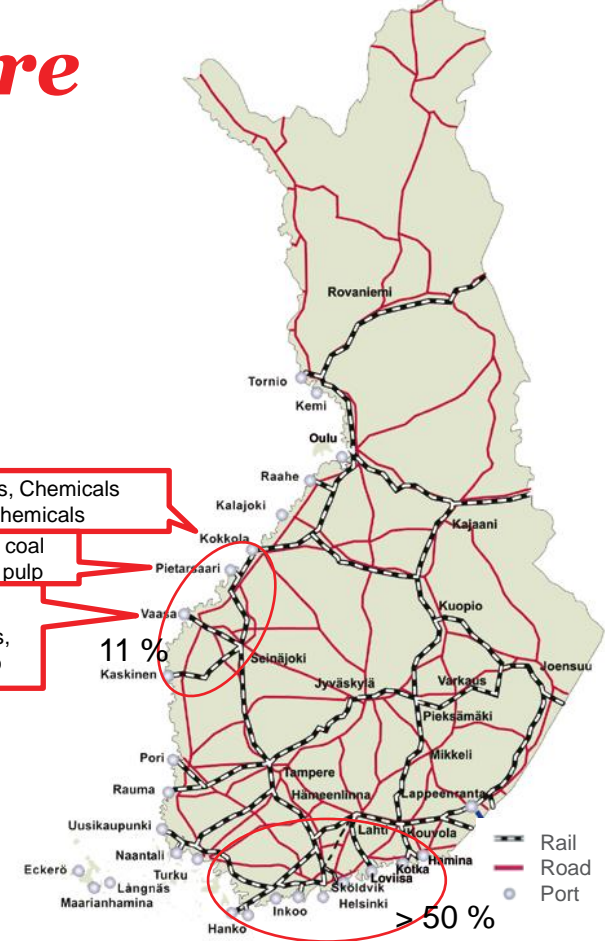 re
Rovaniemi
Tornio
Kemi
Oulu
Raahe
s, Chemicals
hemicals
Kalajoki
Kajaani
Kokkola
coal
pulp
Pietarsaari
Kuopio
Vaasa
s,
11 %
Seinäjoki
Joensuu
Kaskinen
Jyväskylä
Varkaus
Pieksämäki
Mikkeli
Pori
Tampere
Rauma
Hämeenlinna
Lappeenranta
Uusikaupunki
Lahti
Kouvola
Rail
Naantali
Hamina
Road
Eckerö
Turku
Kotka
Loviisa
Långnäs
Sköldvik
Port
Maarianhamina
Helsinki
Inkoo
> 50 %
Hanko